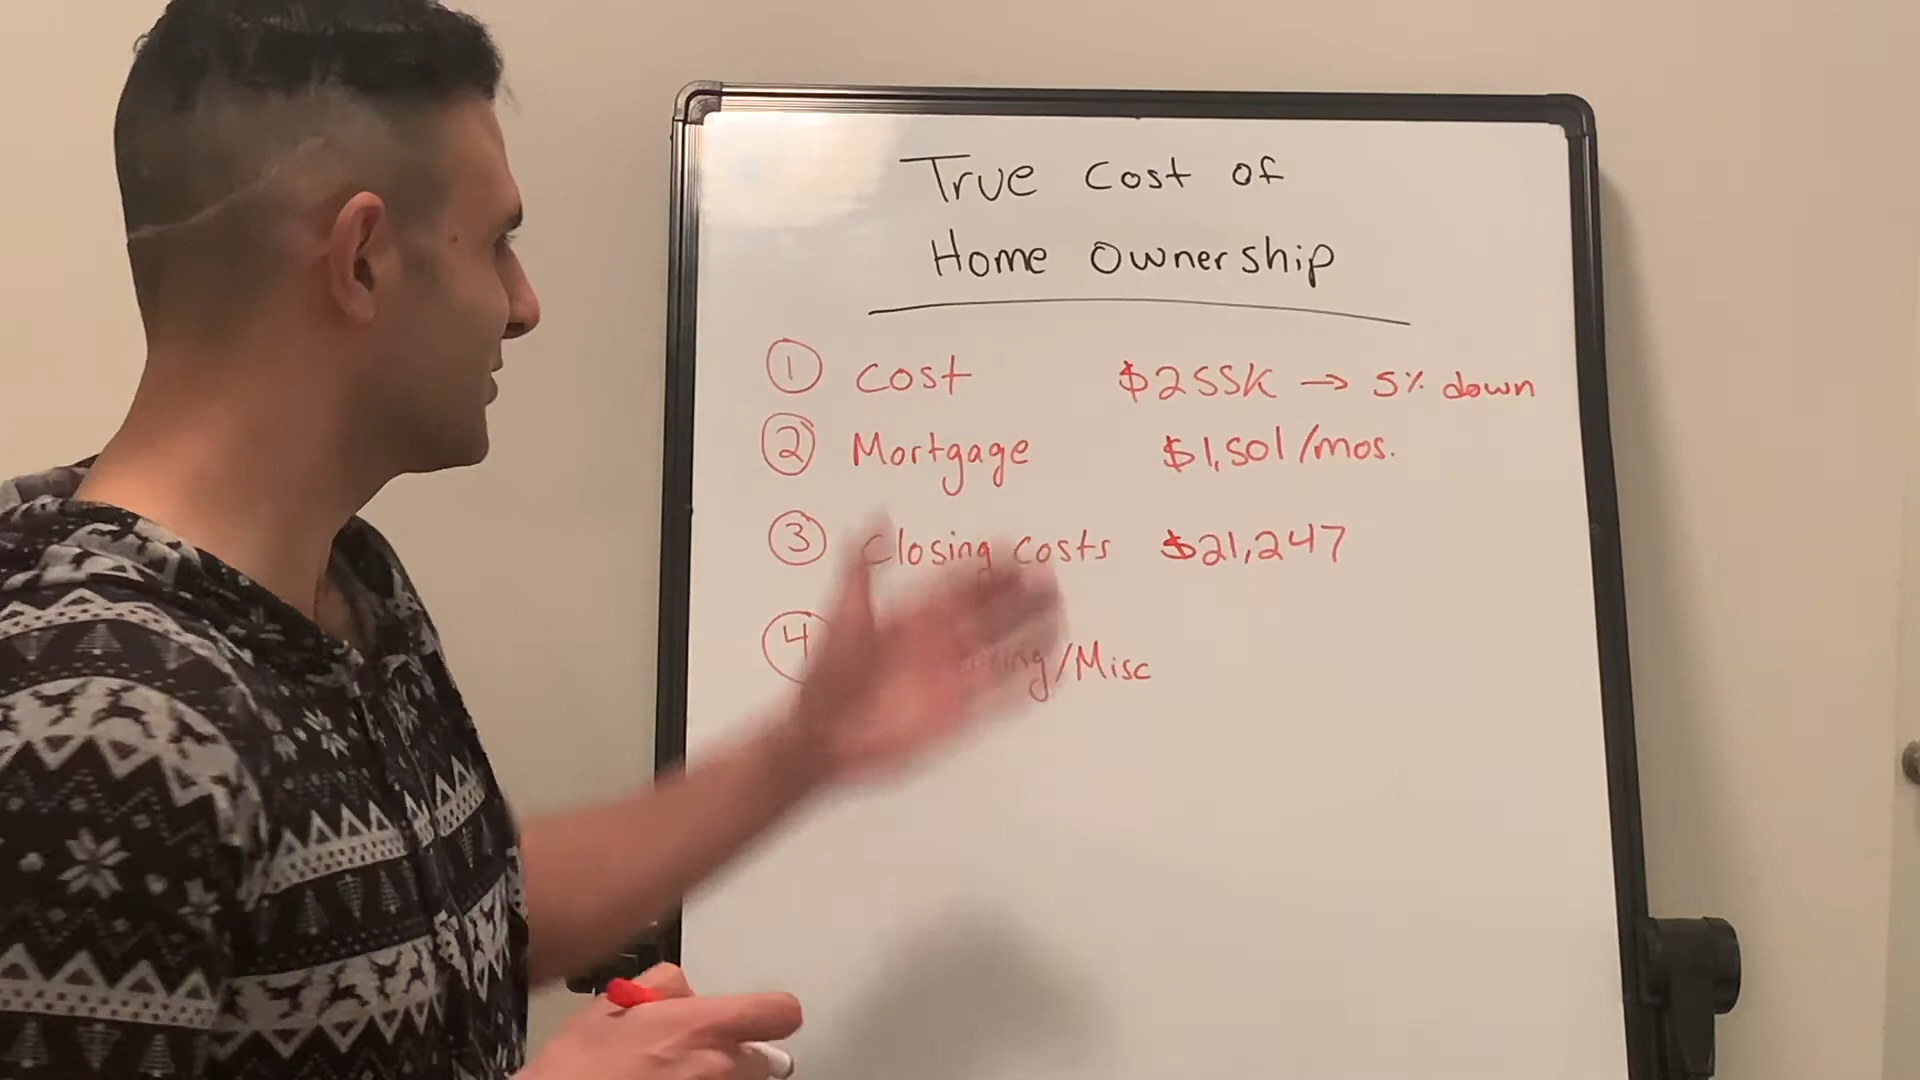 True Cost of
Home Ownership
1 Cost $255K → 5% down
2 Mortgage $1,501/mos.
3 Closing costs $21,247
4 /Misc